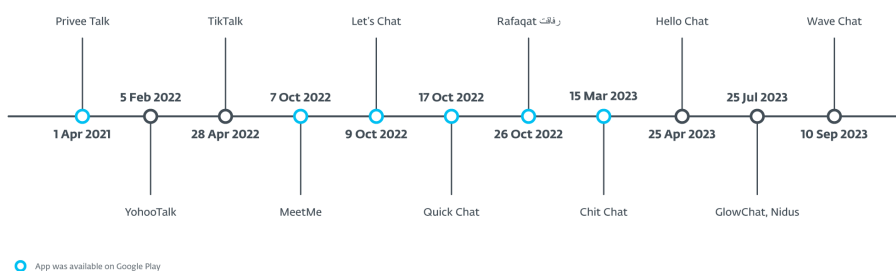 Privee Talk
TikTalk
Let's Chat
Rafaqat رفاقت
Hello Chat
Wave Chat
5 Feb 2022
7 Oct 2022
17 Oct 2022
15 Mar 2023
25 Jul 2023
1 Apr 2021
28 Apr 2022
9 Oct 2022
26 Oct 2022
25 Apr 2023
10 Sep 2023
YohooTalk
MeetMe
Quick Chat
Chit Chat
GlowChat, Nidus
App was available on Google Play